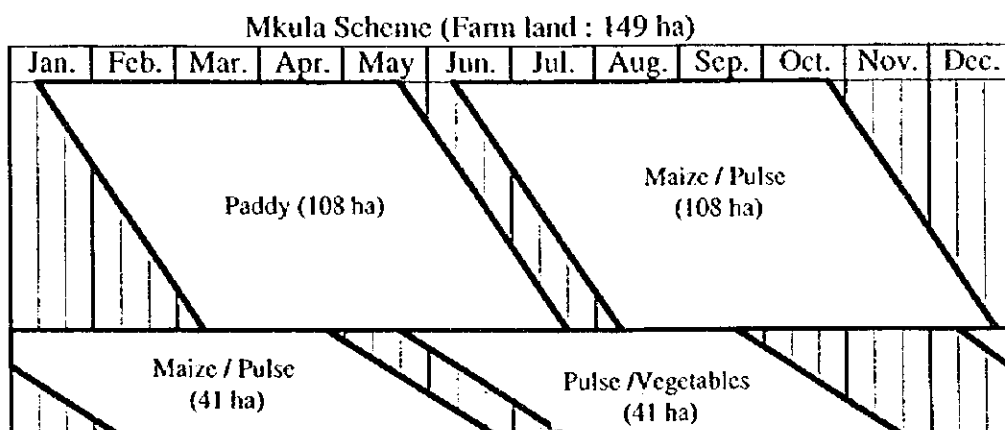 Mkula Scheme (Farm land : 149 ha)
Jan. Feb. Mar. Apr. May Jun. Jul. Aug. Sep. Oct. Nov. Dec.
Paddy (108 ha)
Maize / Pulse
(108 ha)
Maize / Pulse
(41 ha)
Pulse /Vegetables
(41 ha)